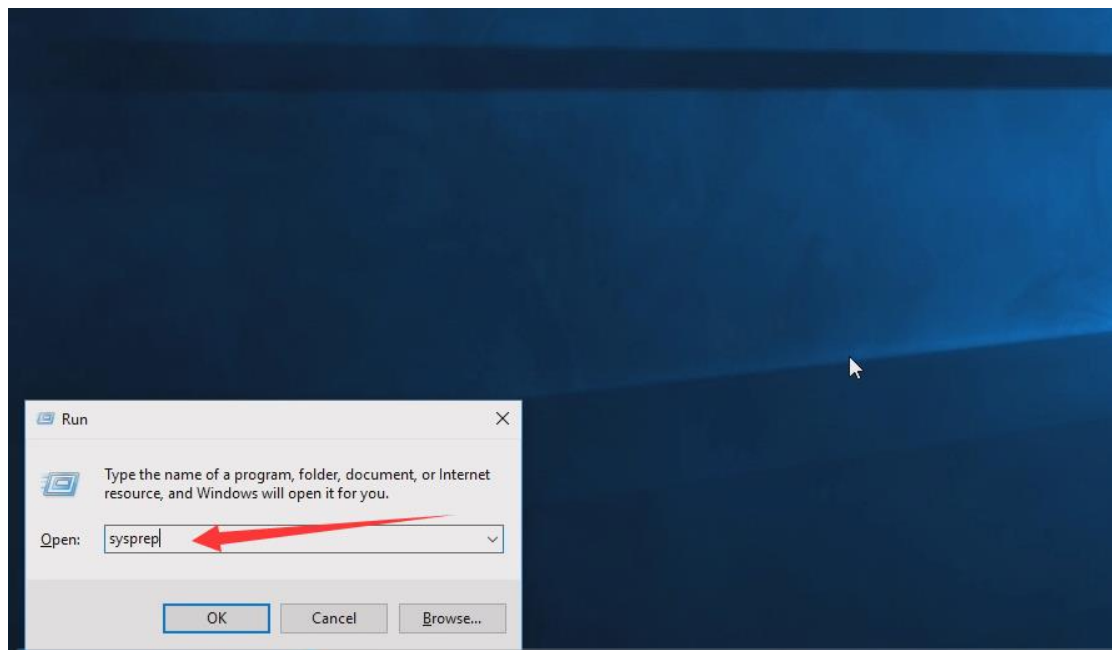 Run
Type the name of a program, folder, document, or Internet
resource, and Windows will open it for you.
Open: sysprep
OK Cancel Browse...